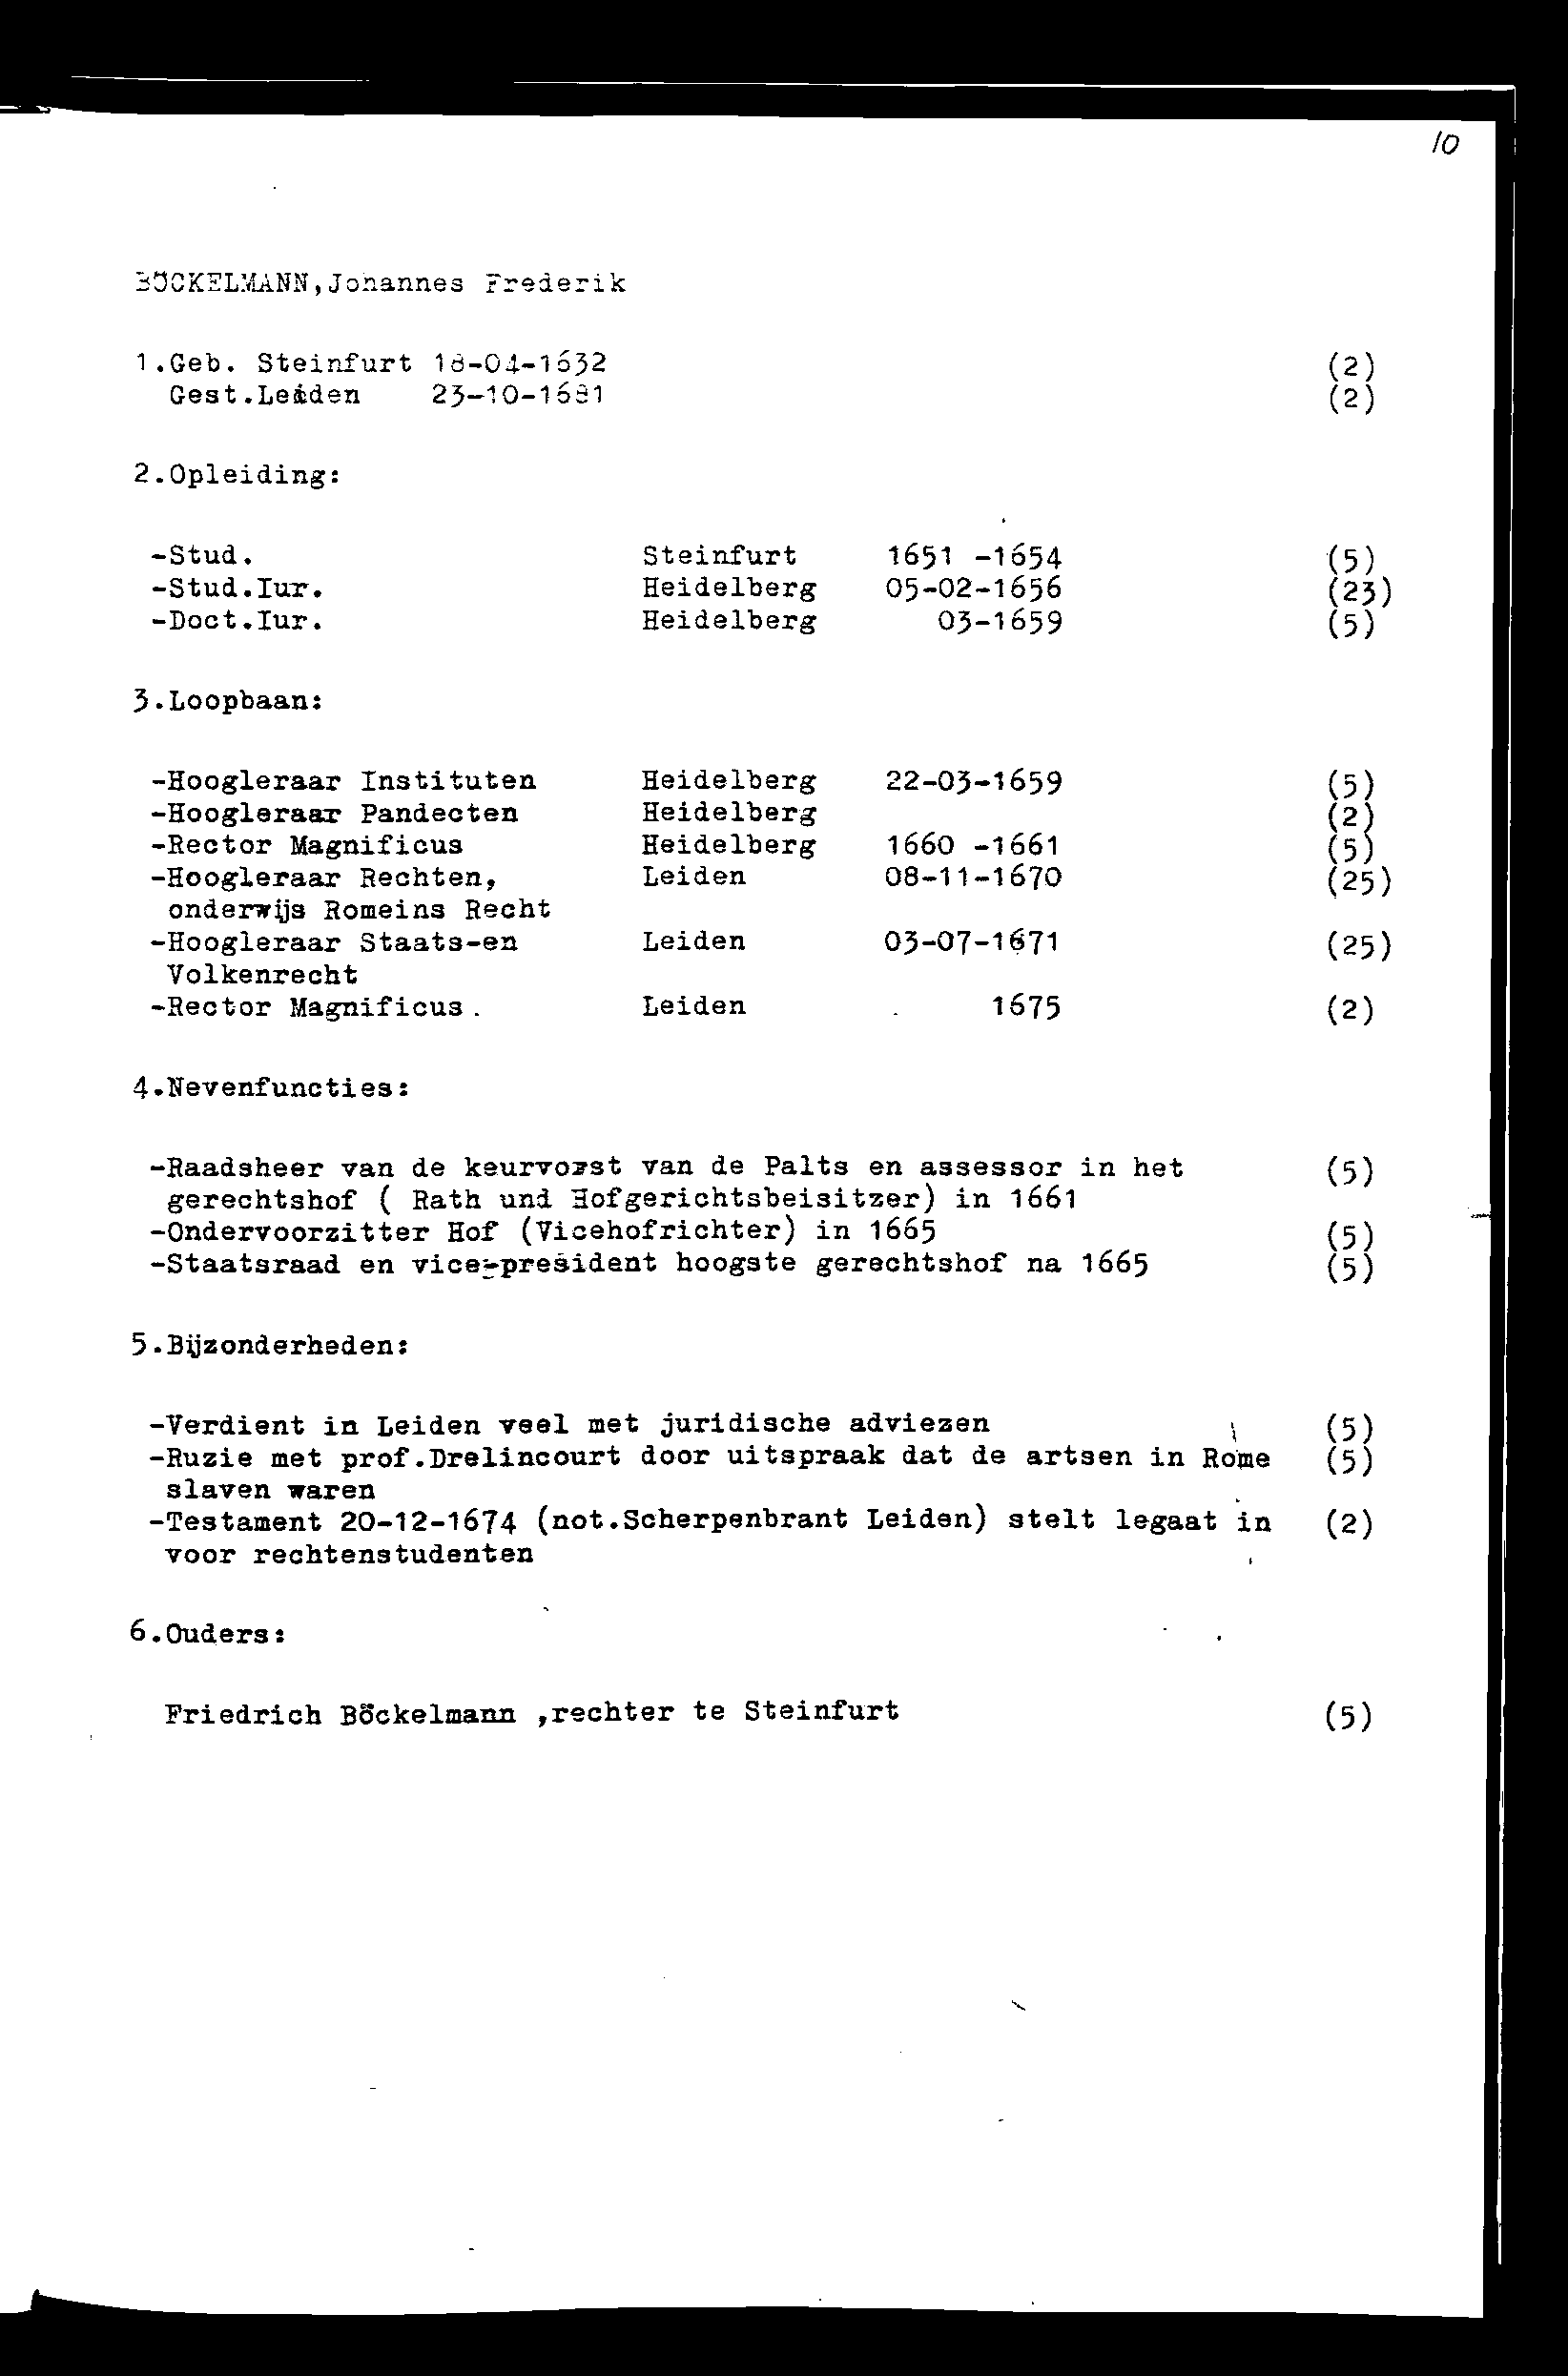 10
BÖCKELMANN,Johannes Frederik
1.Geb. Steinfurt 18-04-1632 (2)
Gest.Leiden 23-10-1681 (2)
2.Opleiding:
-Stud. Steinfurt 1651 -1654 (5)
-Stud.Iur. Heidelberg 05-02-1656 (23)
-Doct.Iur. Heidelberg 03-1659 (5)
3.Loopbaan:
-Hoogleraar Instituten Heidelberg 22-03-1659 (5)
-Hoogleraar Pandecten Heidelberg (2)
-Rector Magnificus Heidelberg 1660 -1661 (5)
-Hoogleraar Rechten, Leiden 08-11-1670 (25)
onderwijs Romeins Recht
-Hoogleraar Staats-en Leiden 03-07-1671 (25)
Volkenrecht
-Rector Magnificus. Leiden 1675 (2)
4.Nevenfuncties:
-Raadsheer van de keurvorst van de Palts en assessor in het (5)
gerechtshof ( Rath und Hofgerichtsbeisitzer) in 1661
-Ondervoorzitter Hof (Vicehofrichter) in 1665 (5)
-Staatsraad en vice-president hoogste gerechtshof na 1665 (5)
5.Bijzonderheden:
-Verdient in Leiden veel met juridische adviezen (5)
-Ruzie met prof.Drelincourt door uitspraak dat de artsen in Rome (5)
slaven waren
-Testament 20-12-1674 (not.Scherpenbrant Leiden) stelt legaat in (2)
voor rechtenstudenten
6.Ouders:
Friedrich Böckelmann ,rechter te Steinfurt (5)